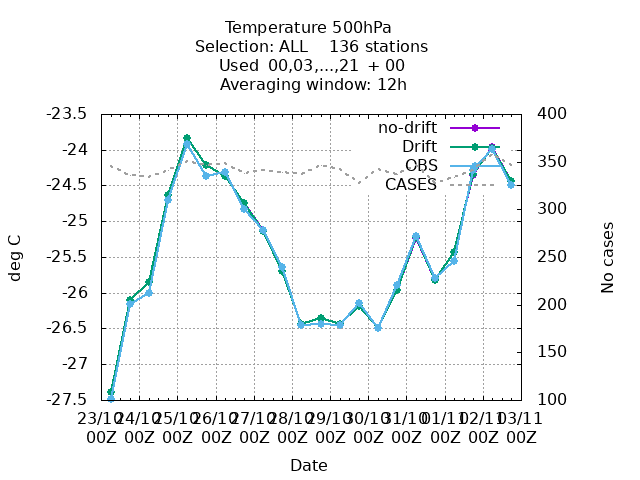 Temperature 500hPa
Selection: ALL 136 stations
Used 00,03,...,21 + 00
Averaging window: 12h
no-drift
Drift
OBS
CASES
-23.5
-24
-24.5
-25
-25.5
-26
-26.5
-27
-27.5
400
350
300
250
200
150
100
deg C
No cases
23/10 24/10 25/10 26/10 27/10 28/10 29/10 30/10 31/10 01/11 02/11 03/11
00Z 00Z 00Z 00Z 00Z 00Z 00Z 00Z 00Z 00Z 00Z 00Z
Date